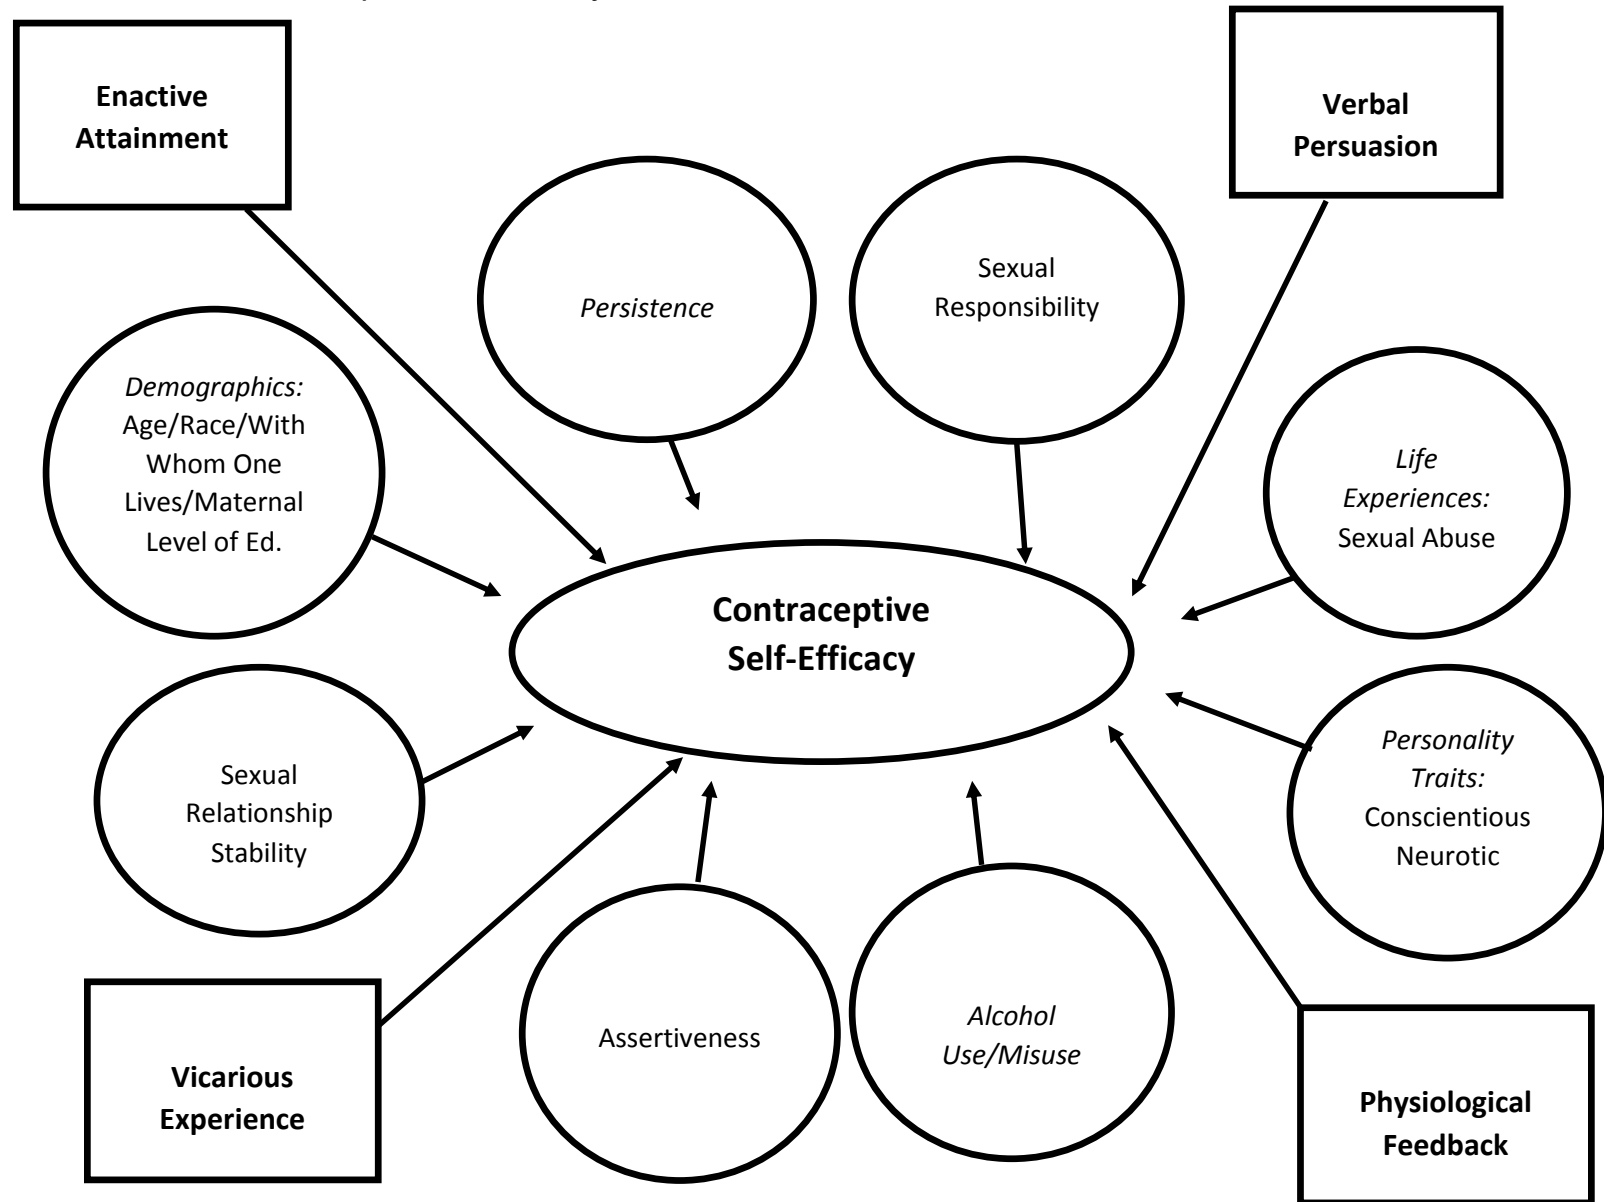 Enactive
Attainment
Verbal
Persuasion
Persistence
Sexual
Responsibility
Demographics:
Age/Race/With
Whom One
Lives/Maternal
Level of Ed.
Life
Experiences:
Sexual Abuse
Contraceptive
Self-Efficacy
Sexual
Relationship
Stability
Personality
Traits:
Conscientious
Neurotic
Assertiveness
Alcohol
Use/Misuse
Vicarious
Experience
Physiological
Feedback